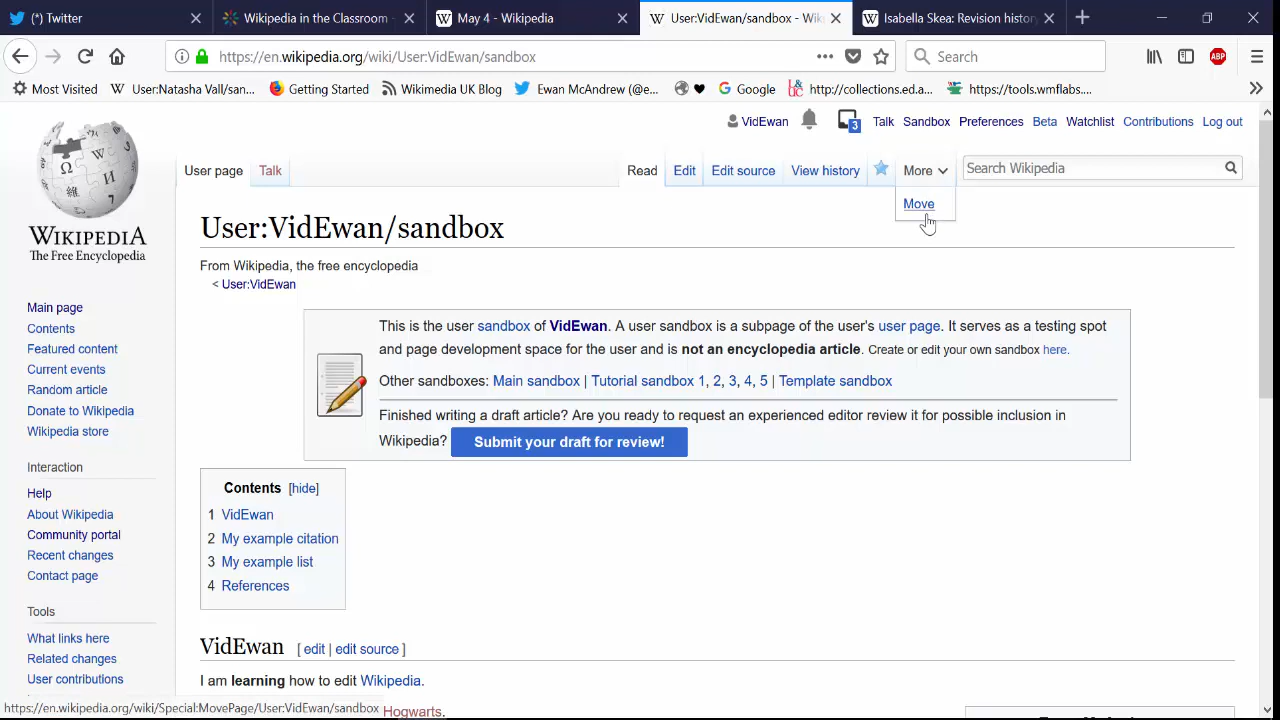 (*) Twitter
Wikipedia in the Classroom -
May 4 - Wikipedia
User:VidEwan/sandbox - Wik
Isabella Skea: Revision history
https://en.wikipedia.org/wiki/User:VidEwan/sandbox
Search
ABP
Most Visited
User:Natasha Vall/san...
Getting Started
Wikimedia UK Blog
Ewan McAndrew (@e...
Google
http://collections.ed.a...
https://tools.wmflabs....
VidEwan
3
Talk
Sandbox
Preferences
Beta
Watchlist
Contributions
Log out
User page
Talk
Read
Edit
Edit source
View history
More
Search Wikipedia
Move
WIKIPEDIA
The Free Encyclopedia
User:VidEwan/sandbox
From Wikipedia, the free encyclopedia
< User:VidEwan
This is the user sandbox of VidEwan. A user sandbox is a subpage of the user's user page. It serves as a testing spot
and page development space for the user and is not an encyclopedia article. Create or edit your own sandbox here.
Other sandboxes: Main sandbox | Tutorial sandbox 1, 2, 3, 4, 5 | Template sandbox
Finished writing a draft article? Are you ready to request an experienced editor review it for possible inclusion in
Wikipedia? Submit your draft for review!
Main page
Contents
Featured content
Current events
Random article
Donate to Wikipedia
Wikipedia store
Interaction
Help
About Wikipedia
Community portal
Recent changes
Contact page
Tools
What links here
Related changes
User contributions
Contents [hide]
1 VidEwan
2 My example citation
3 My example list
4 References
VidEwan [ edit | edit source ]
I am learning how to edit Wikipedia.
Hogwarts.
https://en.wikipedia.org/wiki/Special:MovePage/User:VidEwan/sandbox